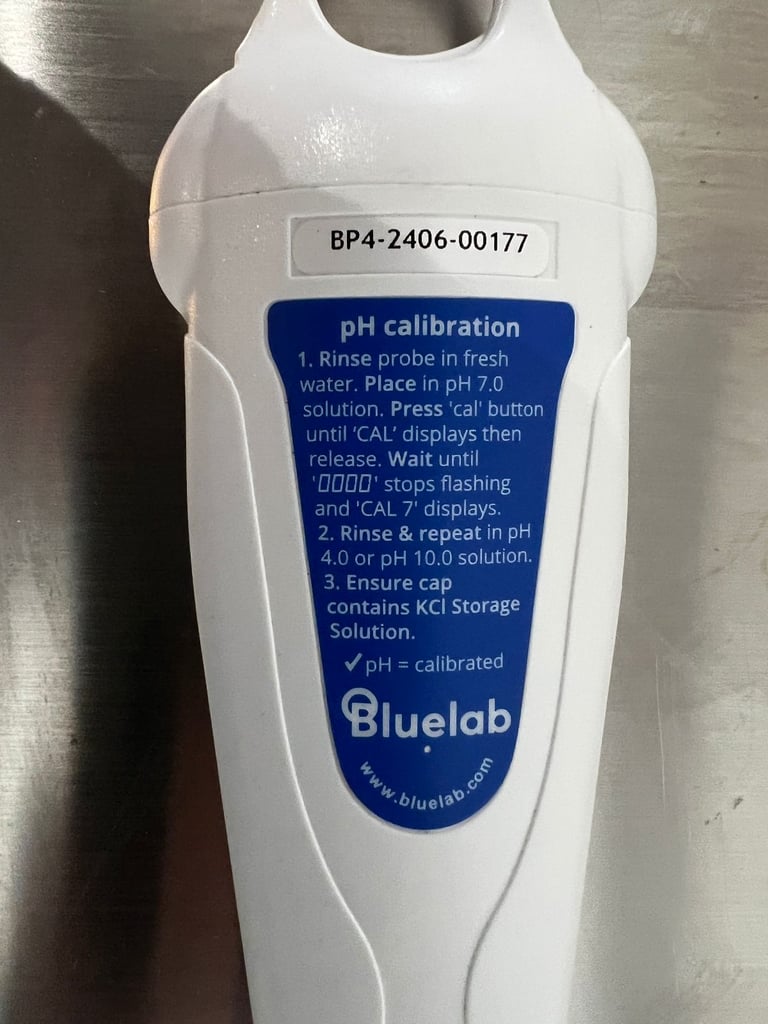 BP4-2406-00177
pH calibration
1. Rinse probe in fresh
water. Place in pH 7.0
solution. Press 'cal' button
until 'CAL' displays then
release. Wait until
'▯▯▯▯' stops flashing
and 'CAL 7' displays.
2. Rinse & repeat in pH
4.0 or pH 10.0 solution.
3. Ensure cap
contains KCl Storage
Solution.
✓pH = calibrated
Bluelab
www.bluelab.com